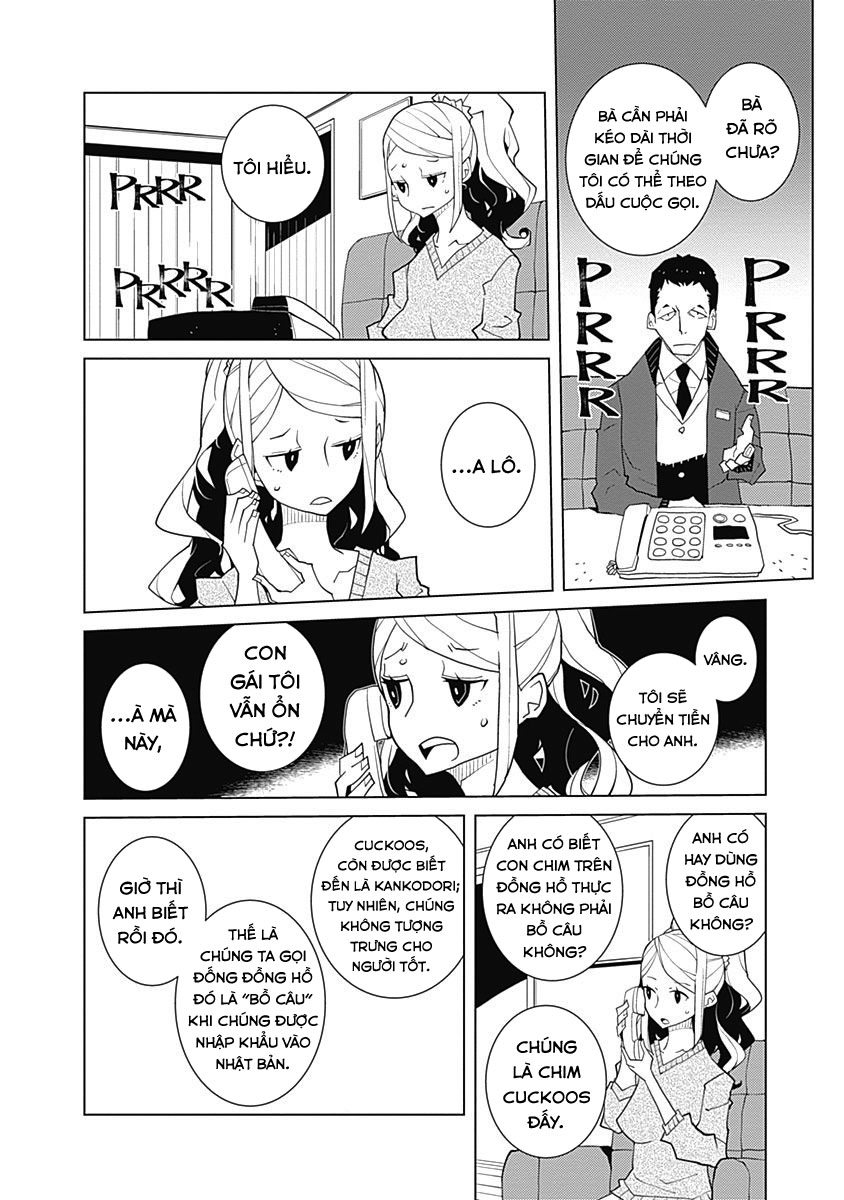 BÀ
ĐÃ RÕ
CHƯA?
BÀ CẦN PHẢI
KÉO DÀI THỜI
GIAN ĐỂ CHÚNG
TÔI CÓ THỂ THEO
DẤU CUỘC GỌI.
PRRR
PRRR
TÔI HIỂU.
PRRR
PRRRR
...A LÔ.
VÂNG.
TÔI SẼ
CHUYỂN TIỀN
CHO ANH.
CON
GÁI TÔI
VẪN ỔN
CHỨ?!
...À MÀ
NÀY,
ANH CÓ
HAY DÙNG
ĐỒNG HỒ
BỒ CÂU
KHÔNG?
ANH CÓ BIẾT
CON CHIM TRÊN
ĐỒNG HỒ THỰC
RA KHÔNG PHẢI
BỒ CÂU
KHÔNG?
CHÚNG
LÀ CHIM
CUCKOOS
ĐẤY.
CUCKOOS,
CÒN ĐƯỢC BIẾT
ĐẾN LÀ KANKODORI;
TUY NHIÊN, CHÚNG
KHÔNG TƯỢNG
TRƯNG CHO
NGƯỜI TỐT.
THẾ LÀ
CHÚNG TA GỌI
ĐỐNG ĐỒNG HỒ
ĐÓ LÀ "BỒ CÂU"
KHI CHÚNG ĐƯỢC
NHẬP KHẨU VÀO
NHẬT BẢN.
GIỜ THÌ
ANH BIẾT
RỒI ĐÓ.